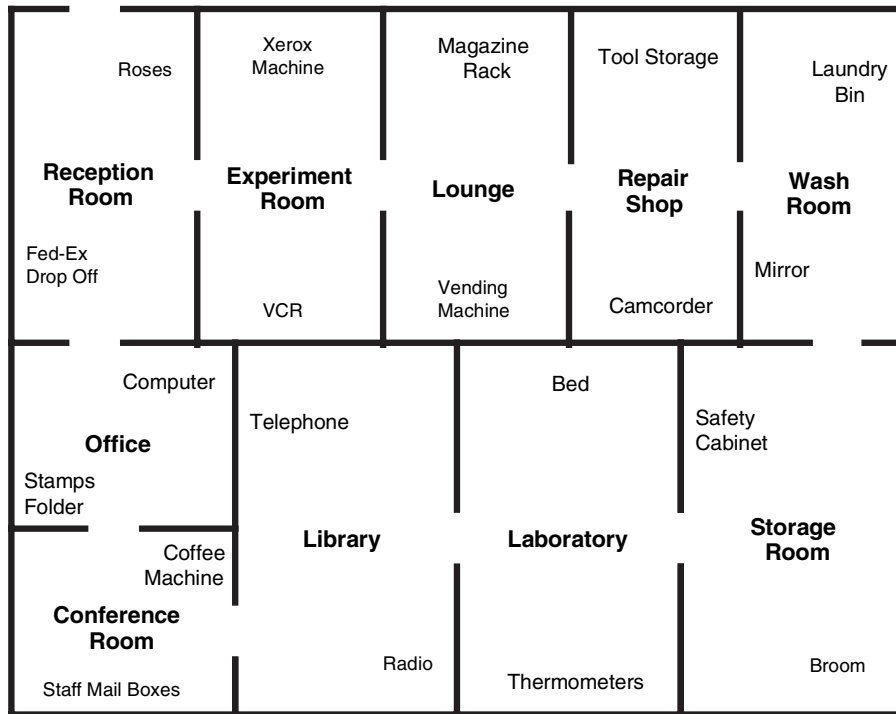 Roses
Reception
Room
Fed-Ex
Drop Off
Xerox
Machine
Experiment
Room
VCR
Magazine
Rack
Lounge
Vending
Machine
Tool Storage
Repair
Shop
Camcorder
Laundry
Bin
Wash
Room
Mirror
Computer
Office
Stamps
Folder
Coffee
Machine
Conference
Room
Staff Mail Boxes
Telephone
Library
Radio
Bed
Laboratory
Thermometers
Safety
Cabinet
Storage
Room
Broom